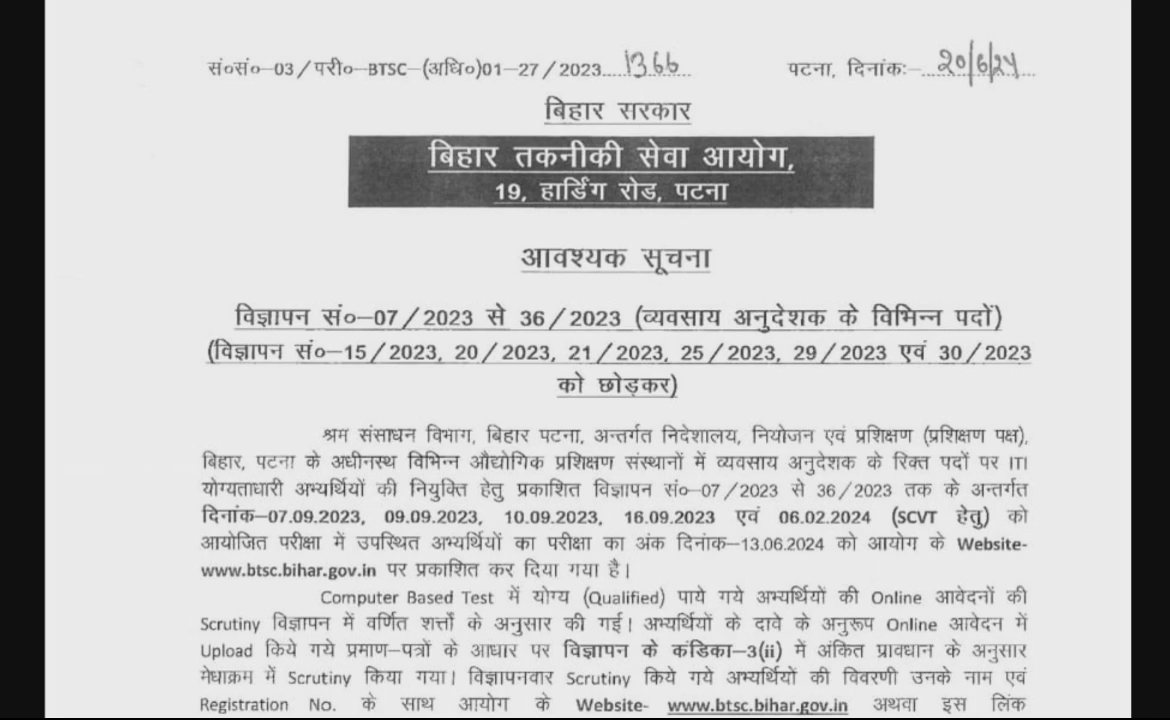 सं०सं०–03/परी०–BTSC–(अधि०)01–27/2023....1366.. पटना, दिनांकः–...20/6/24...
बिहार सरकार
बिहार तकनीकी सेवा आयोग,
19, हार्डिंग रोड, पटना
आवश्यक सूचना
विज्ञापन सं०–07/2023 से 36/2023 (व्यवसाय अनुदेशक के विभिन्न पदों)
(विज्ञापन सं०–15/2023, 20/2023, 21/2023, 25/2023, 29/2023 एवं 30/2023
को छोड़कर)
श्रम संसाधन विभाग, बिहार पटना, अन्तर्गत निदेशालय, नियोजन एवं प्रशिक्षण (प्रशिक्षण पक्ष),
बिहार, पटना के अधीनस्थ विभिन्न औद्योगिक प्रशिक्षण संस्थानों में व्यवसाय अनुदेशक के रिक्त पदों पर ITI
योग्यताधारी अभ्यर्थियों की नियुक्ति हेतु प्रकाशित विज्ञापन सं०–07/2023 से 36/2023 तक के अन्तर्गत
दिनांक–07.09.2023, 09.09.2023, 10.09.2023, 16.09.2023 एवं 06.02.2024 (SCVT हेतु) को
आयोजित परीक्षा में उपस्थित अभ्यर्थियों का परीक्षा का अंक दिनांक–13.06.2024 को आयोग के Website-
www.btsc.bihar.gov.in पर प्रकाशित कर दिया गया है।
Computer Based Test में योग्य (Qualified) पाये गये अभ्यर्थियों की Online आवेदनों की
Scrutiny विज्ञापन में वर्णित शर्त्तों के अनुसार की गई। अभ्यर्थियों के दावे के अनुरूप Online आवेदन में
Upload किये गये प्रमाण–पत्रों के आधार पर विज्ञापन के कंडिका–3(ii) में अंकित प्रावधान के अनुसार
मेधाक्रम में Scrutiny किया गया। विज्ञापनवार Scrutiny किये गये अभ्यर्थियों की विवरणी उनके नाम एवं
Registration No. के साथ आयोग के Website- www.btsc.bihar.gov.in अथवा इस लिंक